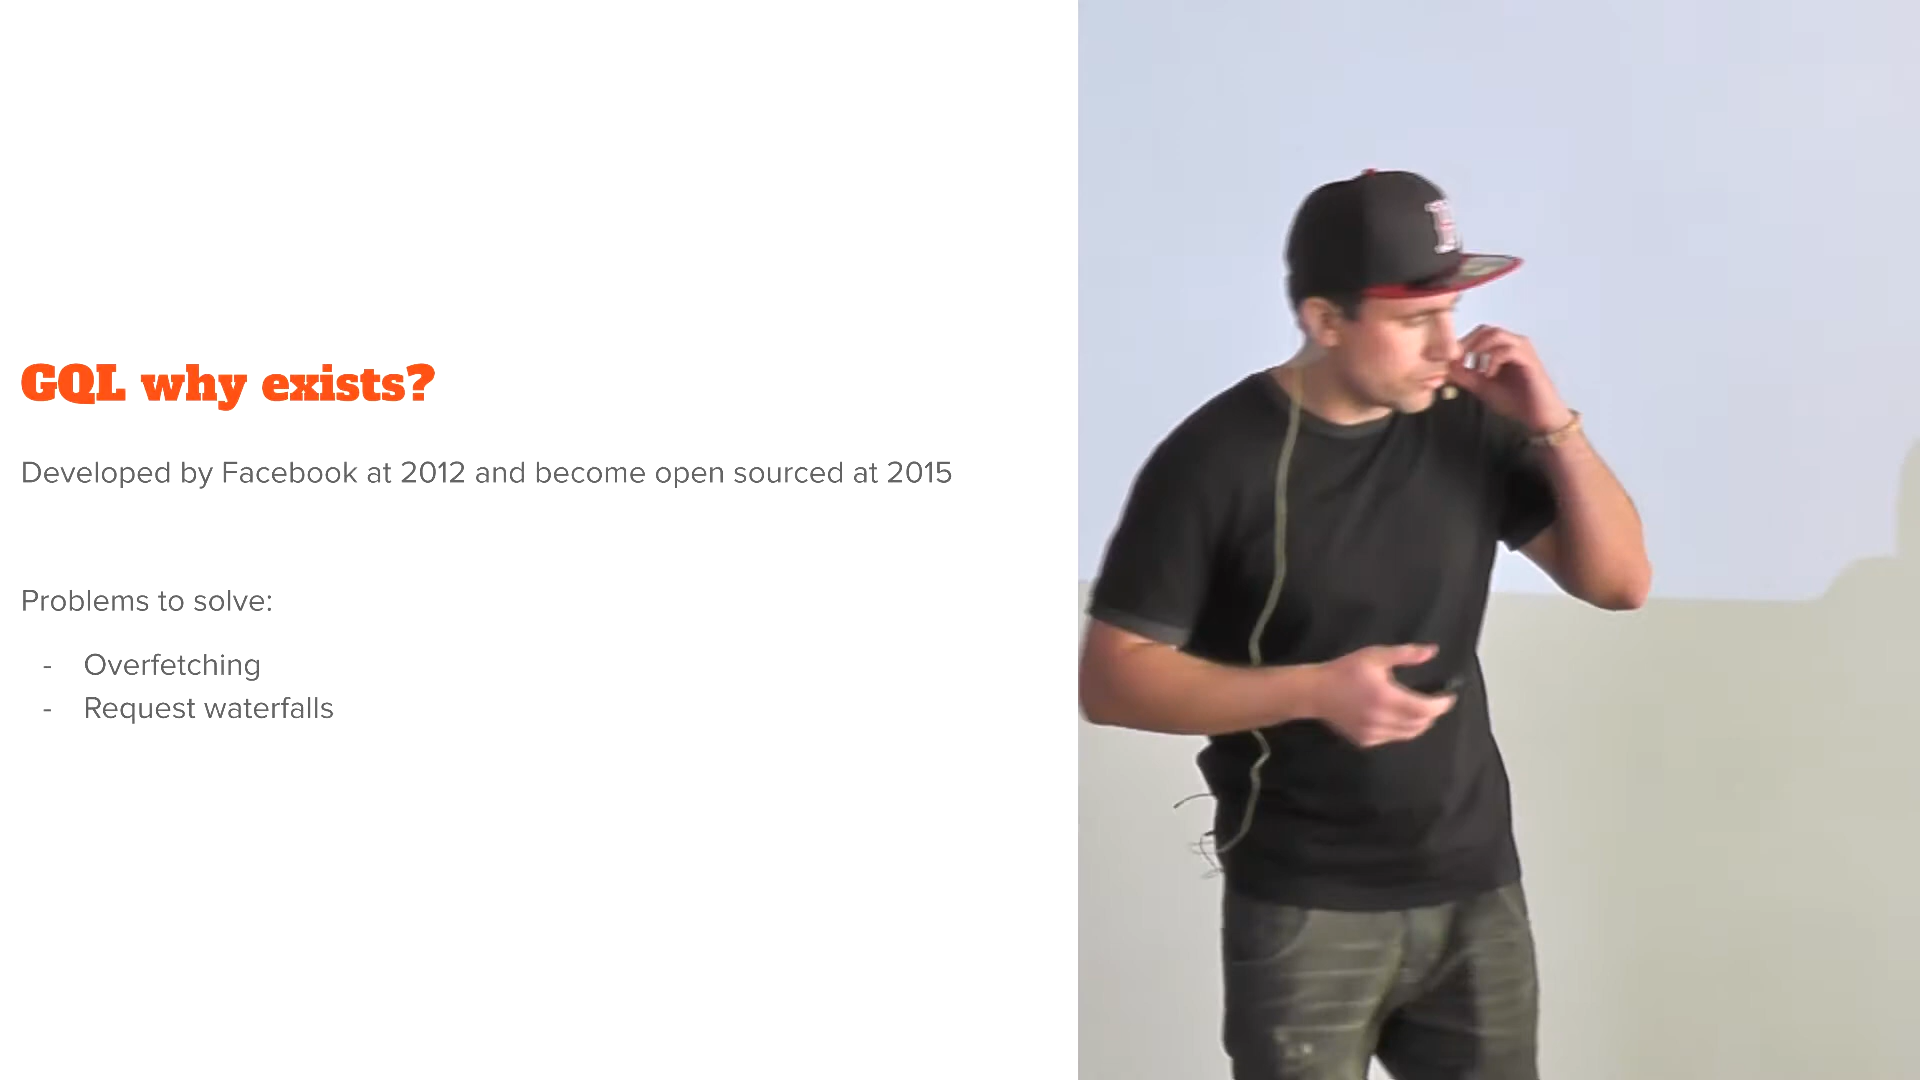 GQL why exists?
Developed by Facebook at 2012 and become open sourced at 2015
Problems to solve:
- Overfetching
- Request waterfalls